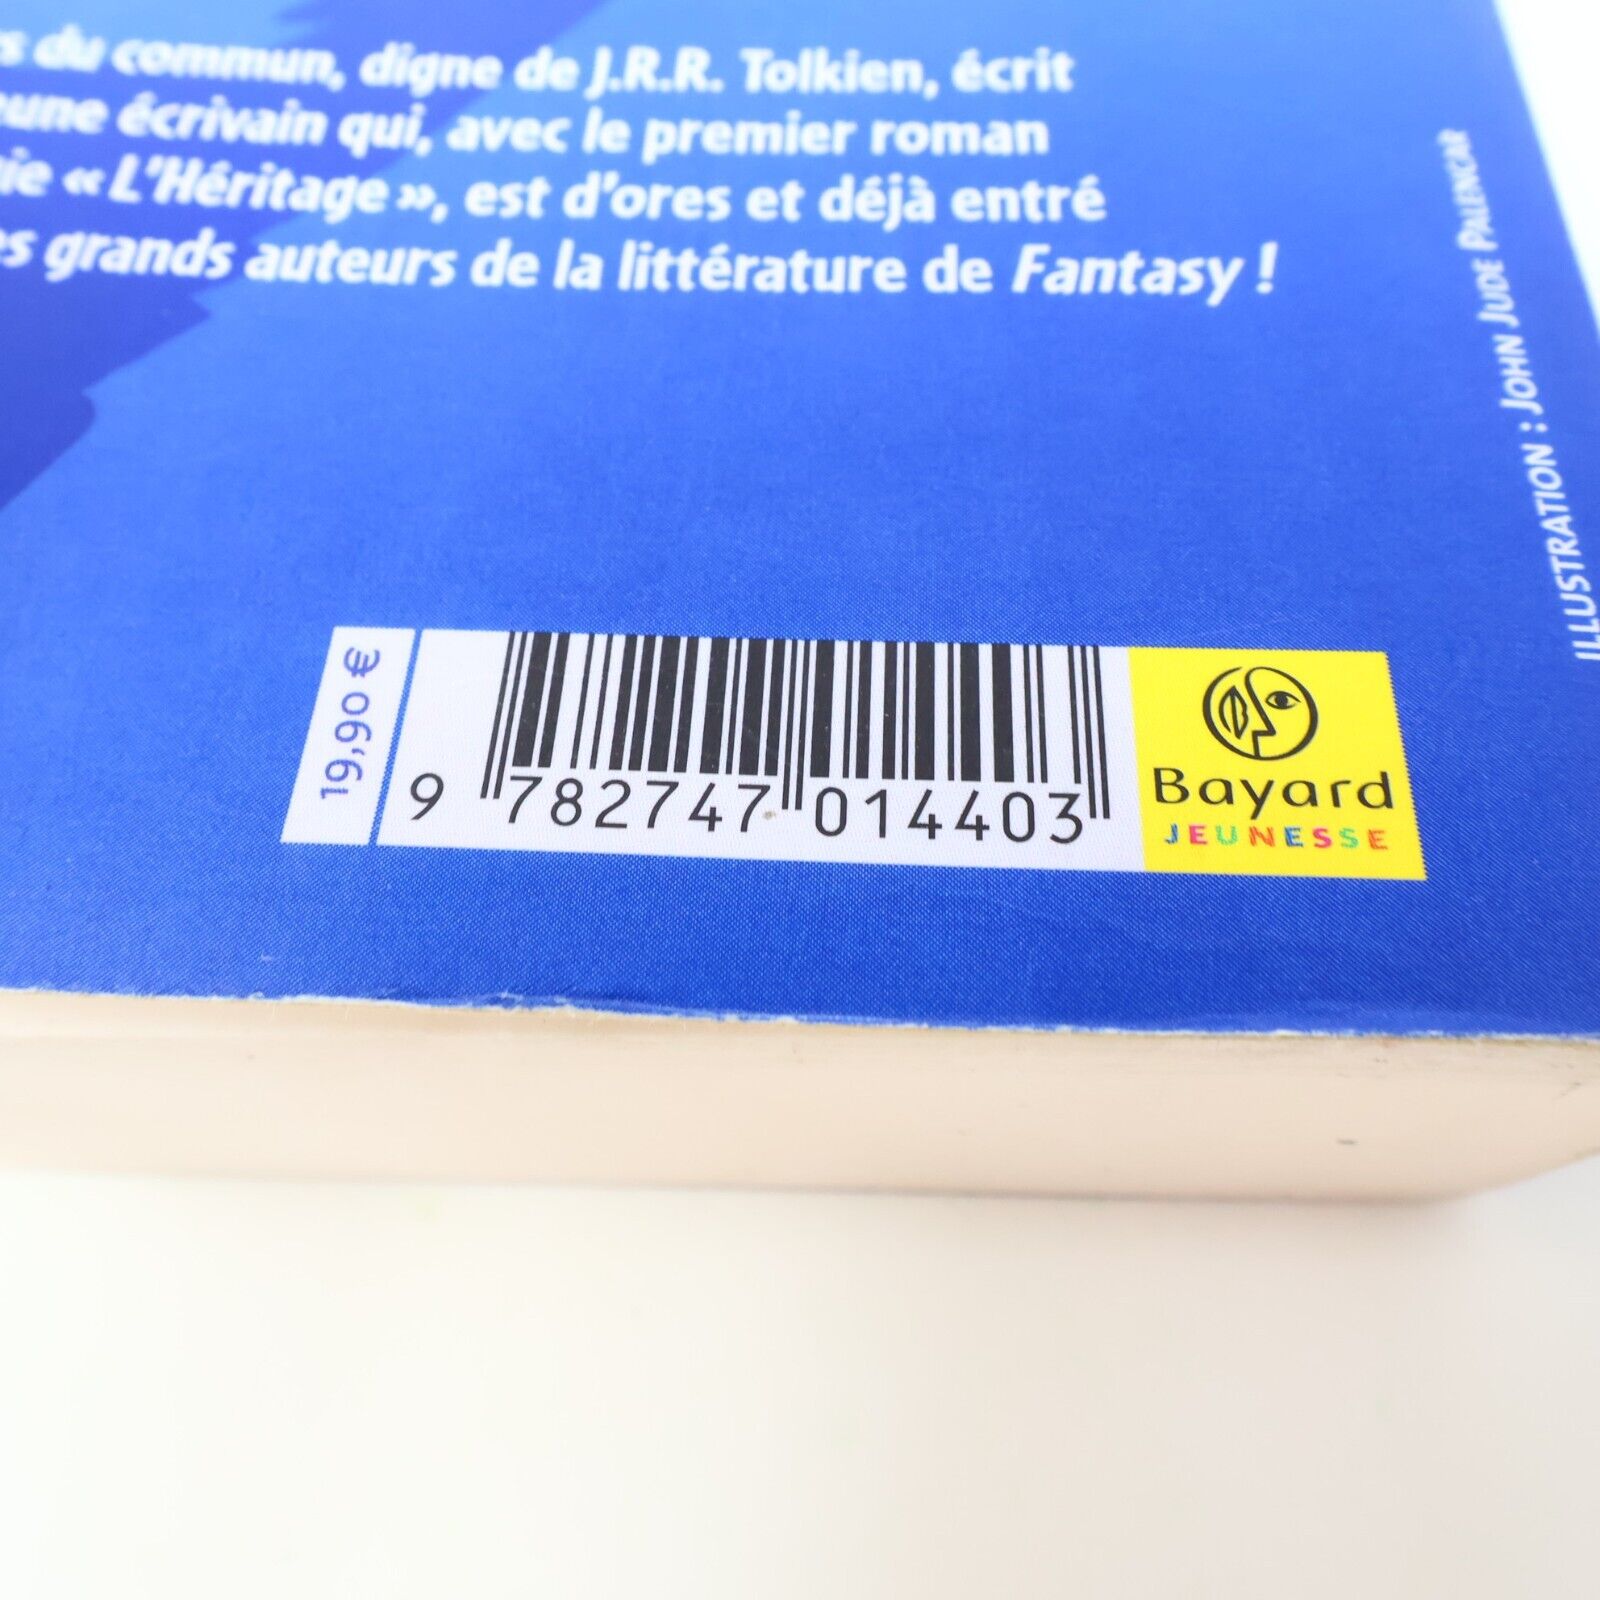 du commun, digne de J.R.R. Tolkien, écrit
écrivain qui, avec le premier roman
« L'Héritage », est d'ores et déjà entré
grands auteurs de la littérature de Fantasy !
ILLUSTRATION : JOHN JUDE PALENCAR
19,90 €
9 782747 014403
Bayard
JEUNESSE